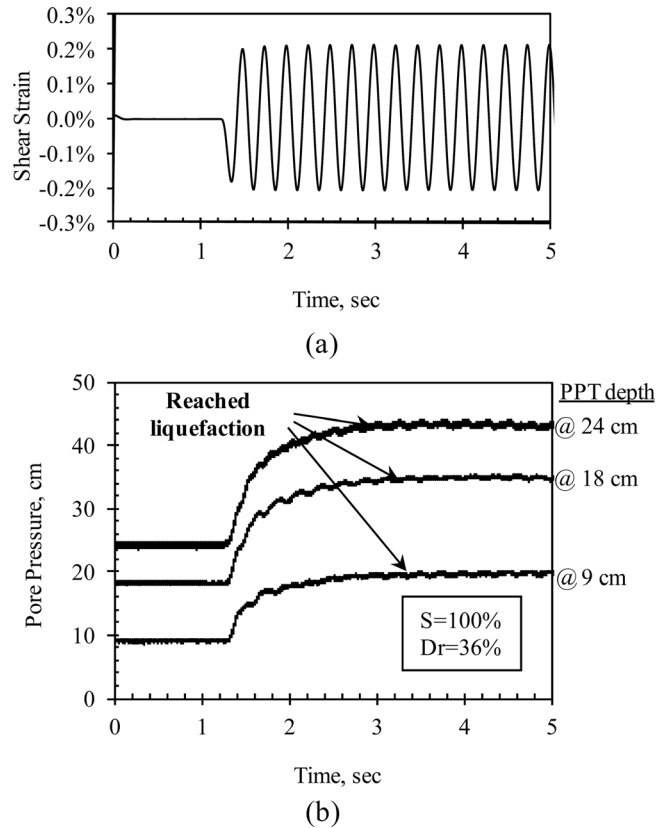 0.3%
0.2%
0.1%
0.0%
-0.1%
-0.2%
-0.3%
Shear Strain
0 1 2 3 4 5
Time, sec
(a)
50
40
30
20
10
0
Pore Pressure, cm
Reached
liquefaction
PPT depth
@ 24 cm
@ 18 cm
@ 9 cm
S=100%
Dr=36%
0 1 2 3 4 5
Time, sec
(b)